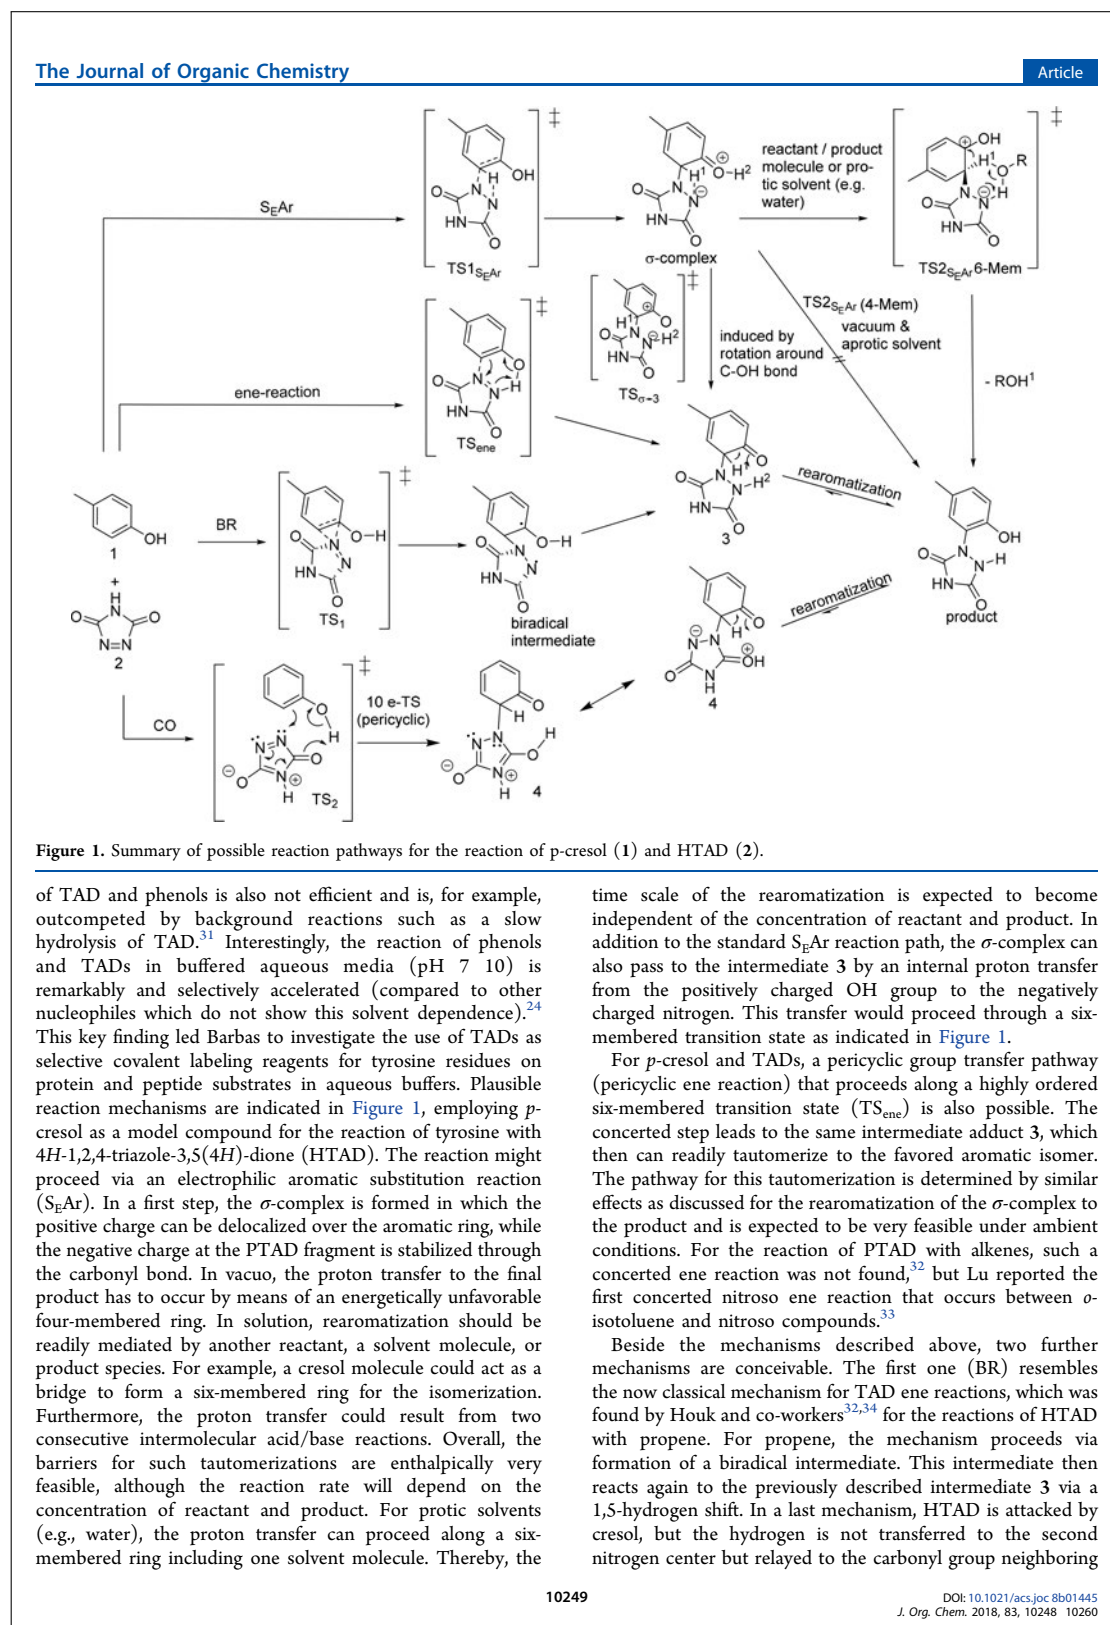 The Journal of Organic Chemistry
Article
SEAr
TS1SEAr
σ-complex
reactant / product
molecule or pro-
tic solvent (e.g.
water)
TS2SEAr6-Mem
TS2SEAr (4-Mem)
vacuum &
aprotic solvent
induced by
rotation around
C-OH bond
- ROH1
TSσ→3
ene-reaction
TSene
3
rearomatization
1
+
2
BR
TS1
biradical
intermediate
product
rearomatization
4
CO
TS2
10 e-TS
(pericyclic)
4
Figure 1. Summary of possible reaction pathways for the reaction of p-cresol (1) and HTAD (2).
of TAD and phenols is also not efficient and is, for example,
outcompeted by background reactions such as a slow
hydrolysis of TAD.31 Interestingly, the reaction of phenols
and TADs in buffered aqueous media (pH 7 10) is
remarkably and selectively accelerated (compared to other
nucleophiles which do not show this solvent dependence).24
This key finding led Barbas to investigate the use of TADs as
selective covalent labeling reagents for tyrosine residues on
protein and peptide substrates in aqueous buffers. Plausible
reaction mechanisms are indicated in Figure 1, employing p-
cresol as a model compound for the reaction of tyrosine with
4H-1,2,4-triazole-3,5(4H)-dione (HTAD). The reaction might
proceed via an electrophilic aromatic substitution reaction
(SEAr). In a first step, the σ-complex is formed in which the
positive charge can be delocalized over the aromatic ring, while
the negative charge at the PTAD fragment is stabilized through
the carbonyl bond. In vacuo, the proton transfer to the final
product has to occur by means of an energetically unfavorable
four-membered ring. In solution, rearomatization should be
readily mediated by another reactant, a solvent molecule, or
product species. For example, a cresol molecule could act as a
bridge to form a six-membered ring for the isomerization.
Furthermore, the proton transfer could result from two
consecutive intermolecular acid/base reactions. Overall, the
barriers for such tautomerizations are enthalpically very
feasible, although the reaction rate will depend on the
concentration of reactant and product. For protic solvents
(e.g., water), the proton transfer can proceed along a six-
membered ring including one solvent molecule. Thereby, the
time scale of the rearomatization is expected to become
independent of the concentration of reactant and product. In
addition to the standard SEAr reaction path, the σ-complex can
also pass to the intermediate 3 by an internal proton transfer
from the positively charged OH group to the negatively
charged nitrogen. This transfer would proceed through a six-
membered transition state as indicated in Figure 1.
For p-cresol and TADs, a pericyclic group transfer pathway
(pericyclic ene reaction) that proceeds along a highly ordered
six-membered transition state (TSene) is also possible. The
concerted step leads to the same intermediate adduct 3, which
then can readily tautomerize to the favored aromatic isomer.
The pathway for this tautomerization is determined by similar
effects as discussed for the rearomatization of the σ-complex to
the product and is expected to be very feasible under ambient
conditions. For the reaction of PTAD with alkenes, such a
concerted ene reaction was not found,32 but Lu reported the
first concerted nitroso ene reaction that occurs between o-
isotoluene and nitroso compounds.33
Beside the mechanisms described above, two further
mechanisms are conceivable. The first one (BR) resembles
the now classical mechanism for TAD ene reactions, which was
found by Houk and co-workers32,34 for the reactions of HTAD
with propene. For propene, the mechanism proceeds via
formation of a biradical intermediate. This intermediate then
reacts again to the previously described intermediate 3 via a
1,5-hydrogen shift. In a last mechanism, HTAD is attacked by
cresol, but the hydrogen is not transferred to the second
nitrogen center but relayed to the carbonyl group neighboring
10249
DOI: 10.1021/acs.joc 8b01445
J. Org. Chem. 2018, 83, 10248 10260